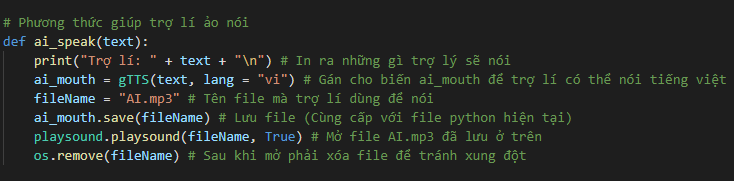 # Phương thức giúp trợ lí ảo nói
def ai_speak(text):
    print("Trợ lí: " + text + "\n") # In ra những gì trợ lý sẽ nói
    ai_mouth = gTTS(text, lang = "vi") # Gán cho biến ai_mouth để trợ lí có thể nói tiếng việt
    fileName = "AI.mp3" # Tên file mà trợ lí dùng để nói
    ai_mouth.save(fileName) # Lưu file (Cùng cấp với file python hiện tại)
    playsound.playsound(fileName, True) # Mở file AI.mp3 đã lưu ở trên
    os.remove(fileName) # Sau khi mở phải xóa file để tránh xung đột